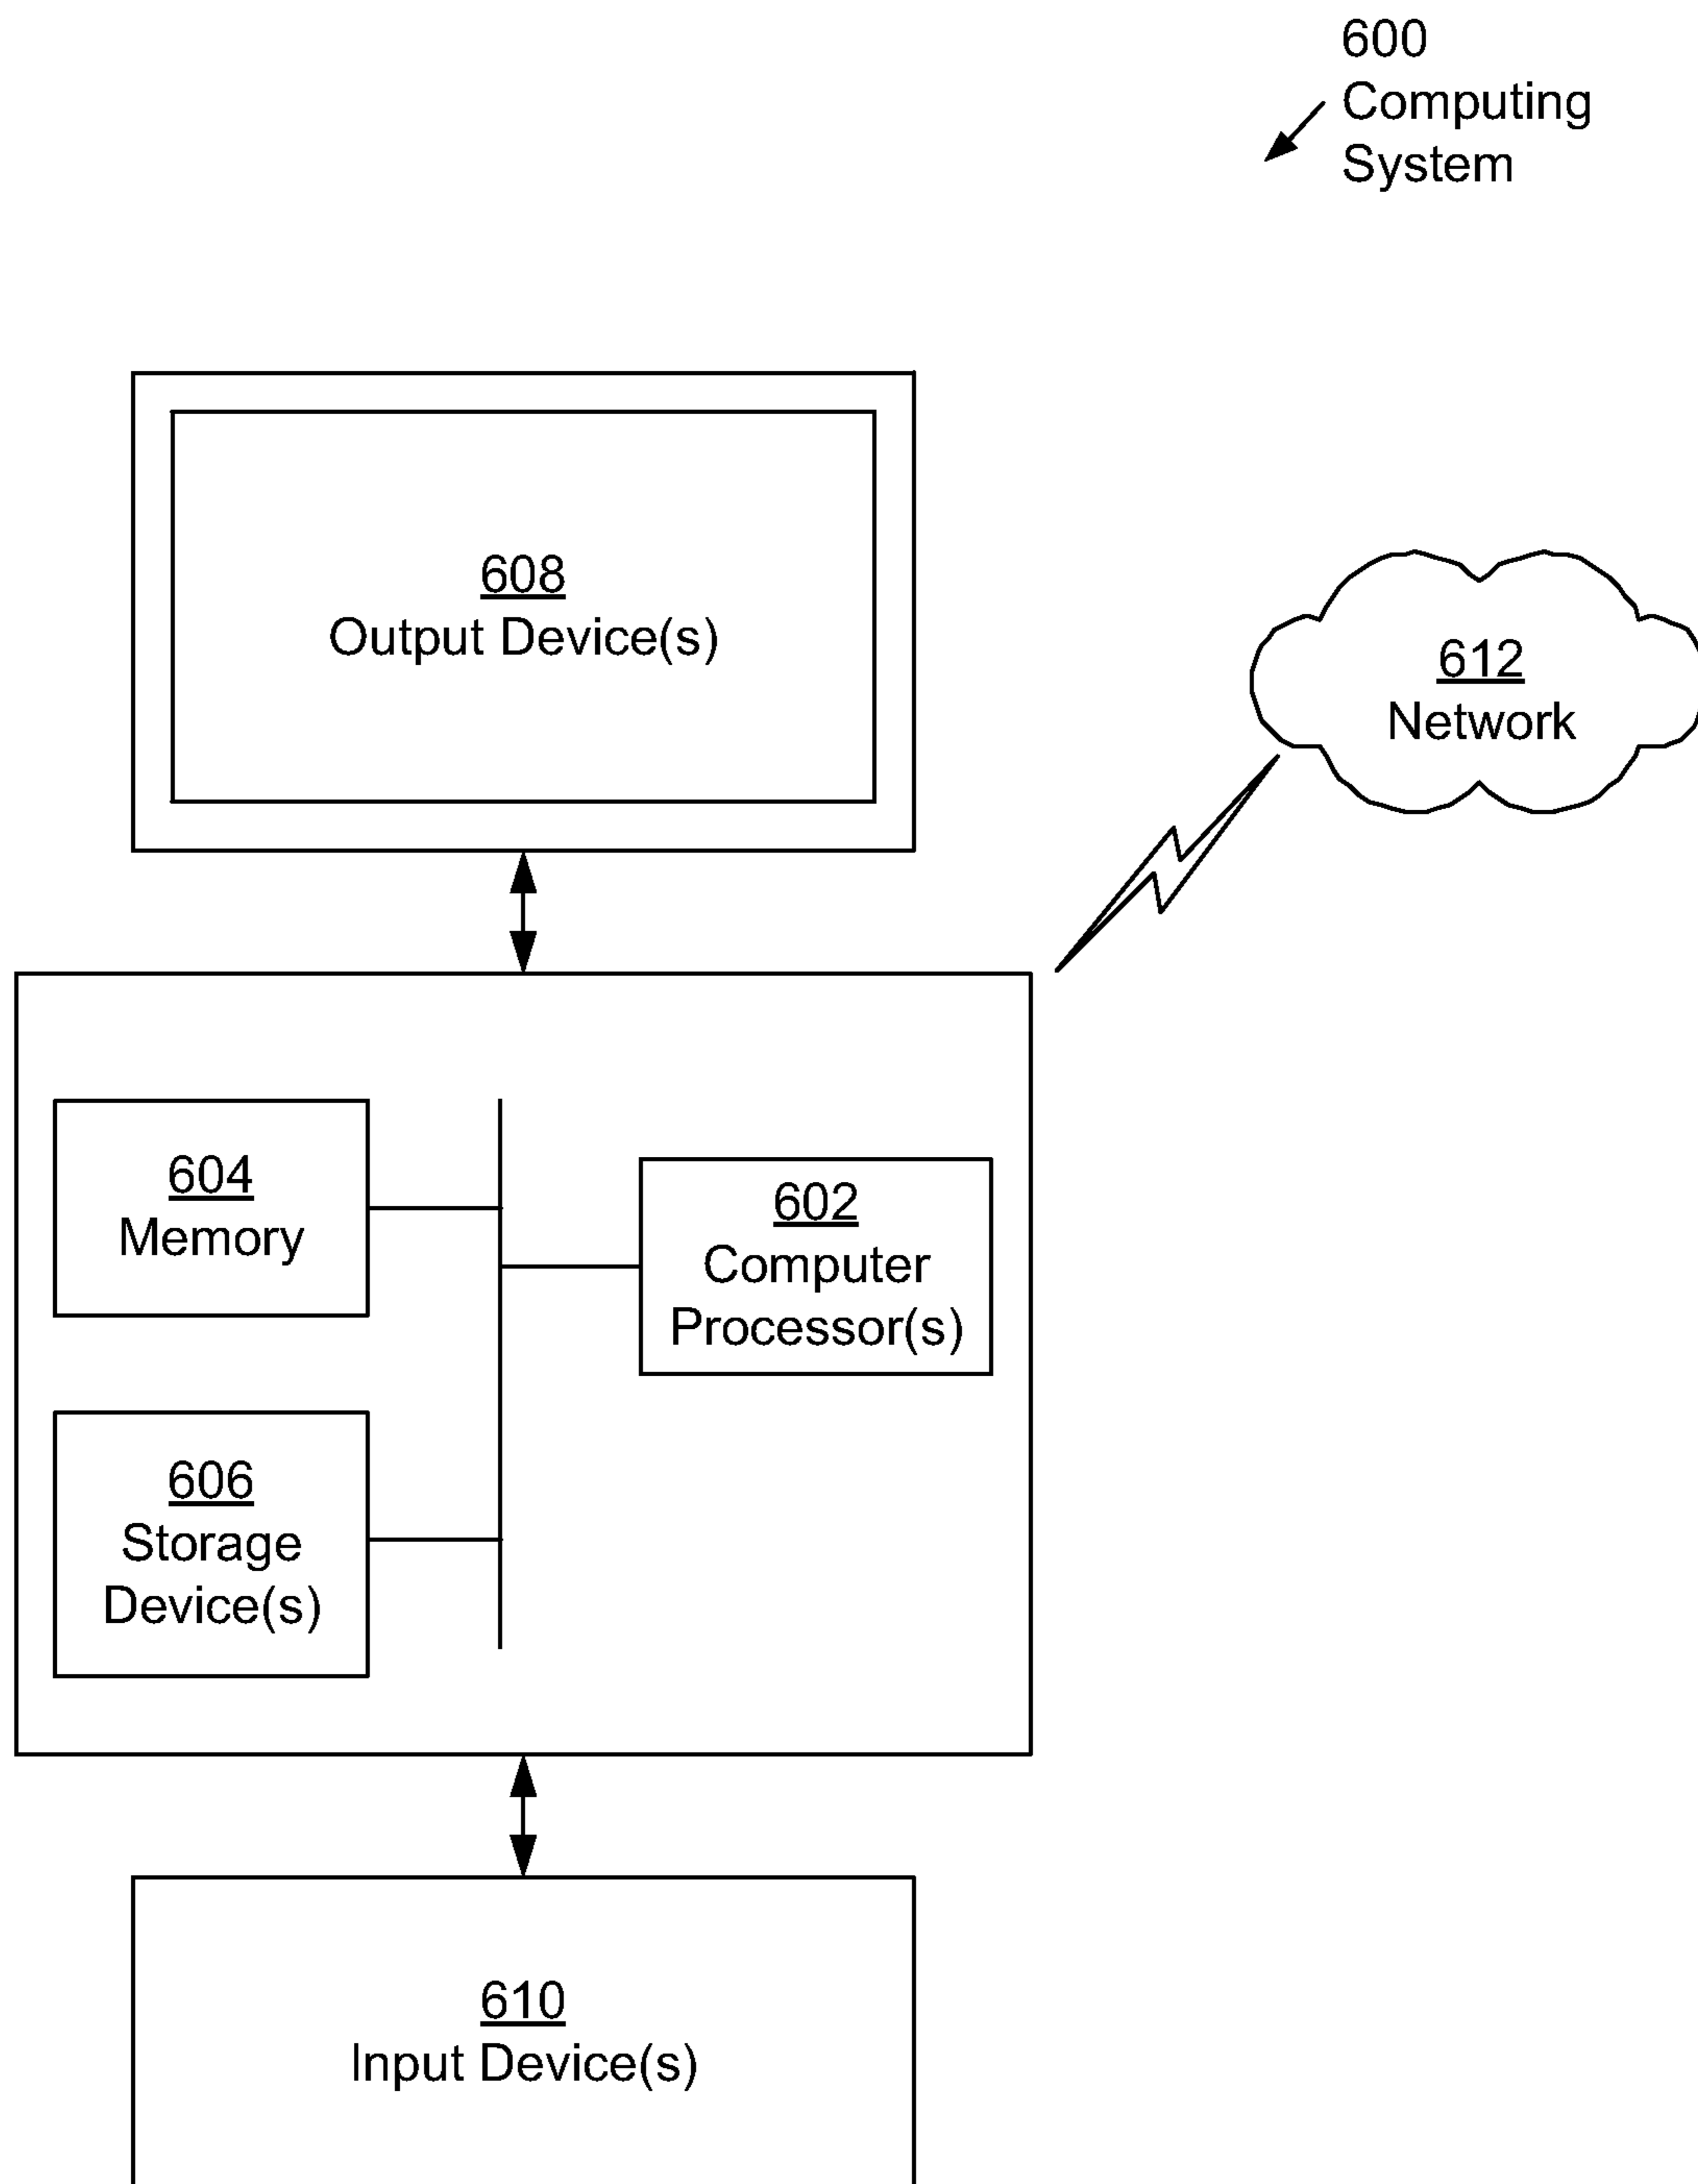 600
Computing
System
608
Output Device(s)
612
Network
604
Memory
602
Computer
Processor(s)
606
Storage
Device(s)
610
Input Device(s)